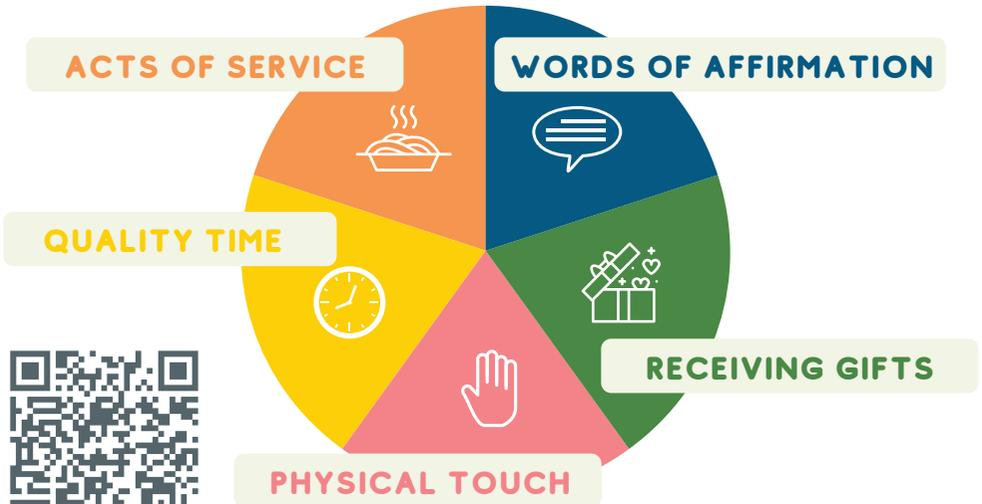 ACTS OF SERVICE
WORDS OF AFFIRMATION
QUALITY TIME
RECEIVING GIFTS
PHYSICAL TOUCH